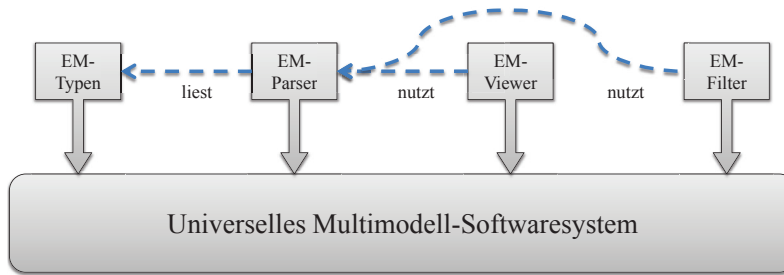 EM-
Typen
EM-
Parser
EM-
Viewer
EM-
Filter
liest
nutzt
nutzt
Universelles Multimodell-Softwaresystem